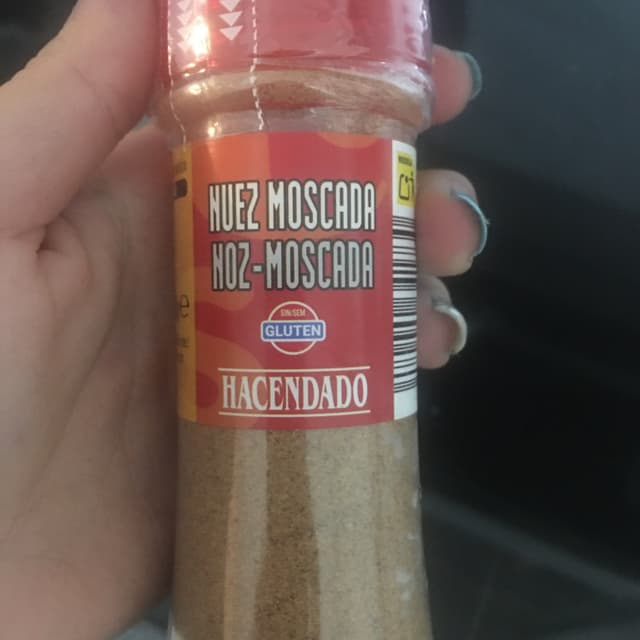 NUEZ MOSCADA
NOZ-MOSCADA
SIN/SEM
GLUTEN
HACENDADO
e